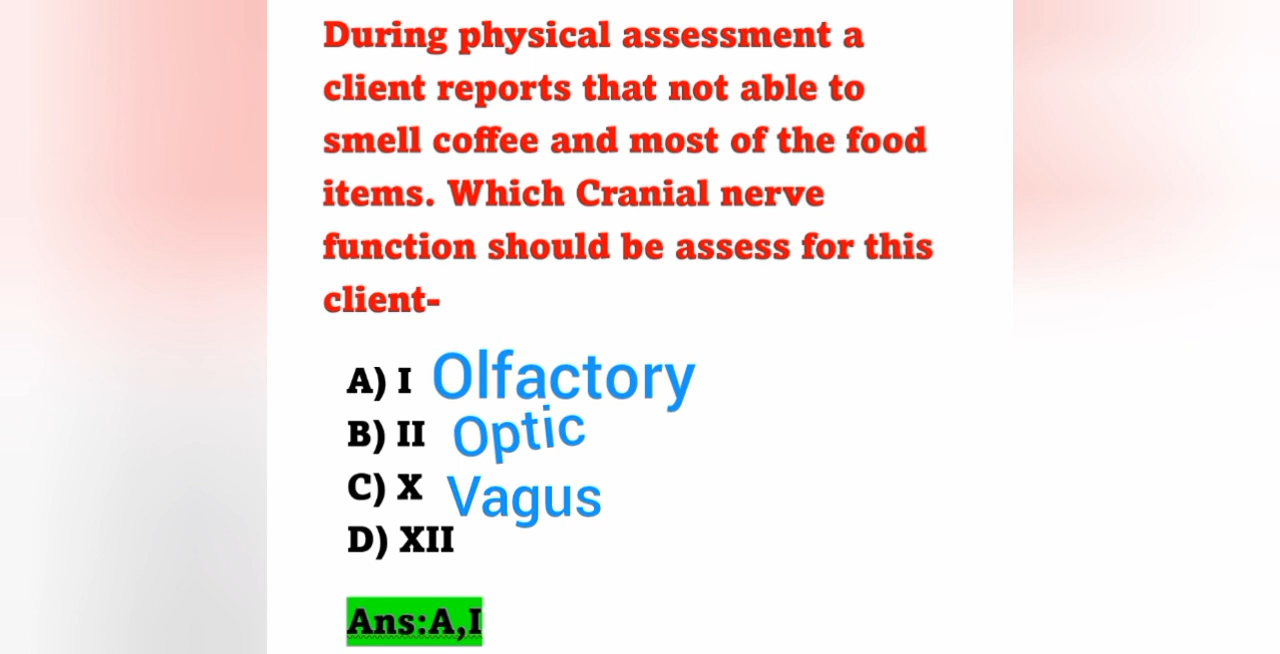 During physical assessment a
client reports that not able to
smell coffee and most of the food
items. Which Cranial nerve
function should be assess for this
client-
A) I Olfactory
B) II Optic
C) X Vagus
D) XII
Ans:A,I